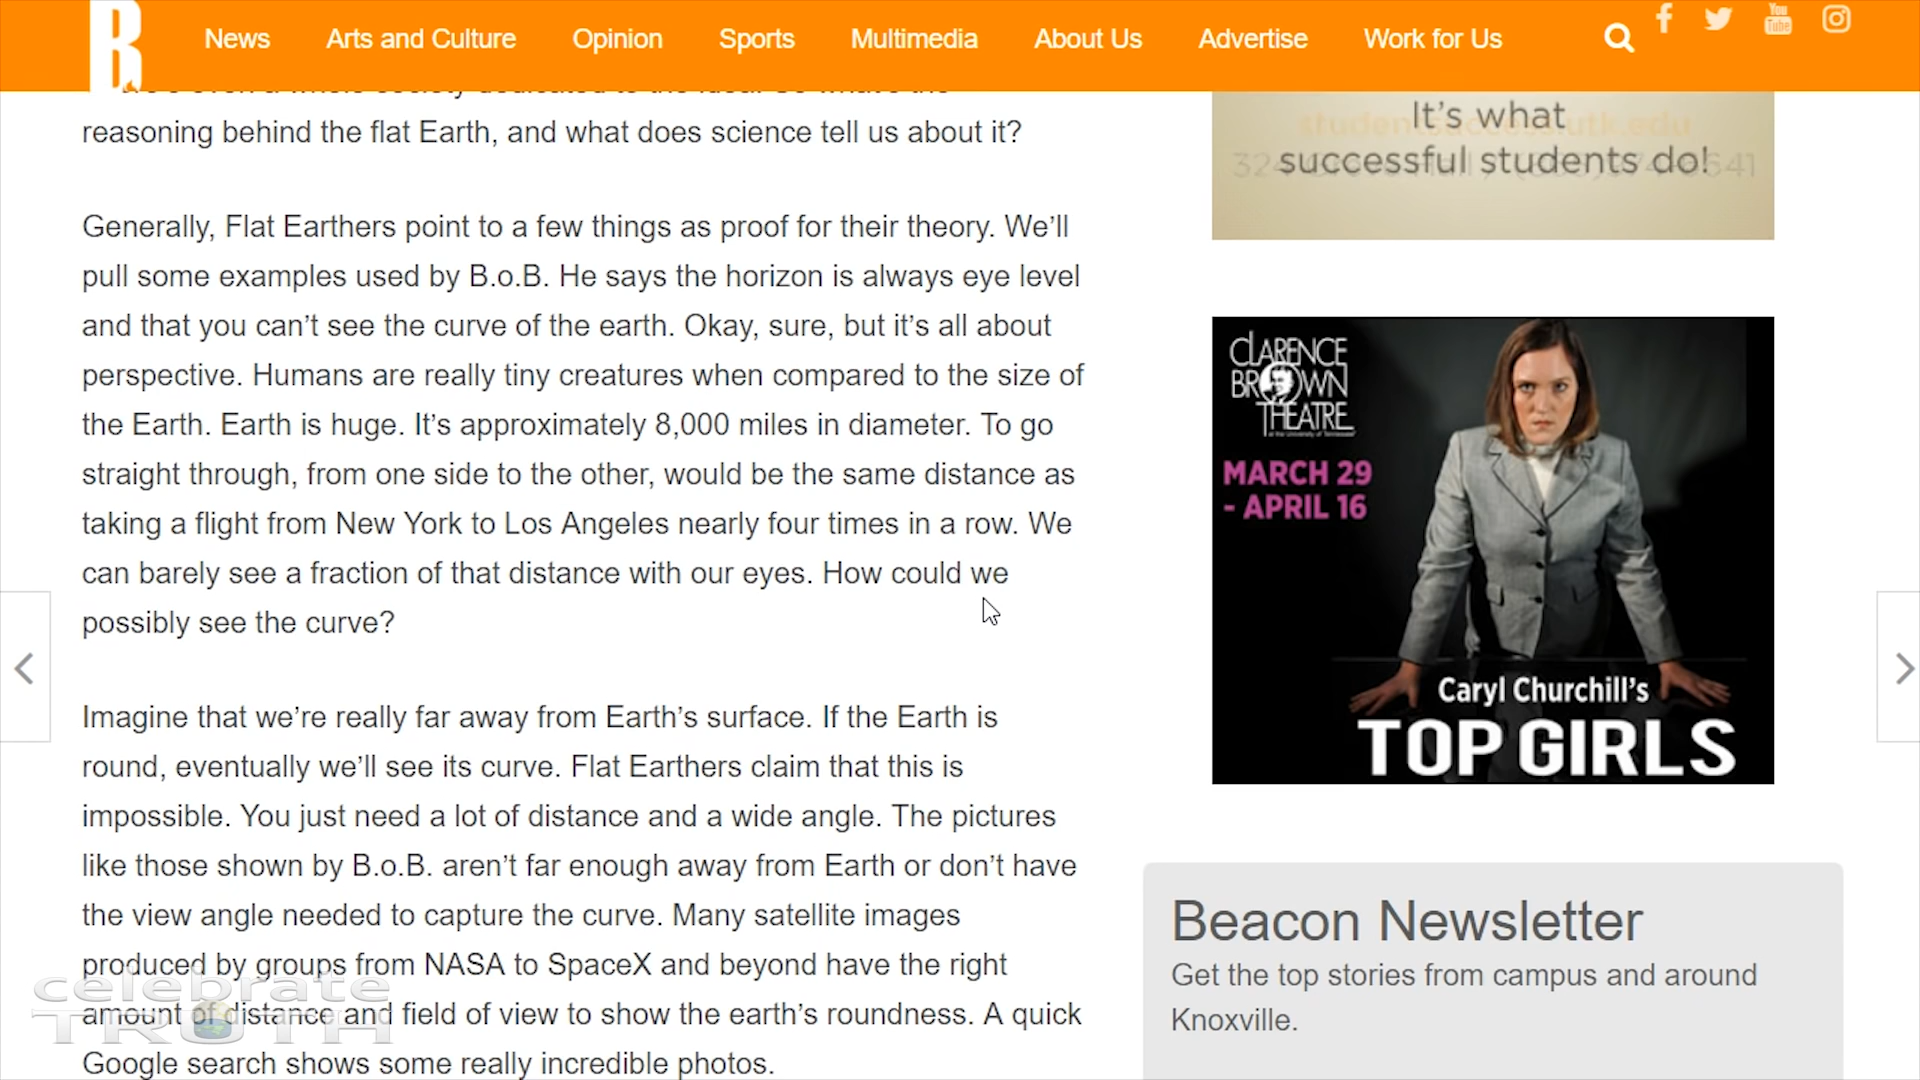 B
News Arts and Culture Opinion Sports Multimedia About Us Advertise Work for Us
You
Tube
reasoning behind the flat Earth, and what does science tell us about it?
Generally, Flat Earthers point to a few things as proof for their theory. We’ll
pull some examples used by B.o.B. He says the horizon is always eye level
and that you can’t see the curve of the earth. Okay, sure, but it’s all about
perspective. Humans are really tiny creatures when compared to the size of
the Earth. Earth is huge. It’s approximately 8,000 miles in diameter. To go
straight through, from one side to the other, would be the same distance as
taking a flight from New York to Los Angeles nearly four times in a row. We
can barely see a fraction of that distance with our eyes. How could we
possibly see the curve?
Imagine that we’re really far away from Earth’s surface. If the Earth is
round, eventually we’ll see its curve. Flat Earthers claim that this is
impossible. You just need a lot of distance and a wide angle. The pictures
like those shown by B.o.B. aren’t far enough away from Earth or don’t have
the view angle needed to capture the curve. Many satellite images
produced by groups from NASA to SpaceX and beyond have the right
amount of distance and field of view to show the earth’s roundness. A quick
Google search shows some really incredible photos.
celebrate
TRUTH
It’s what
studentsuccess.utk.edu
successful students do!
CLARENCE
BROWN
THEATRE
at the University of Tennessee
MARCH 29
- APRIL 16
Caryl Churchill’s
TOP GIRLS
Beacon Newsletter
Get the top stories from campus and around
Knoxville.